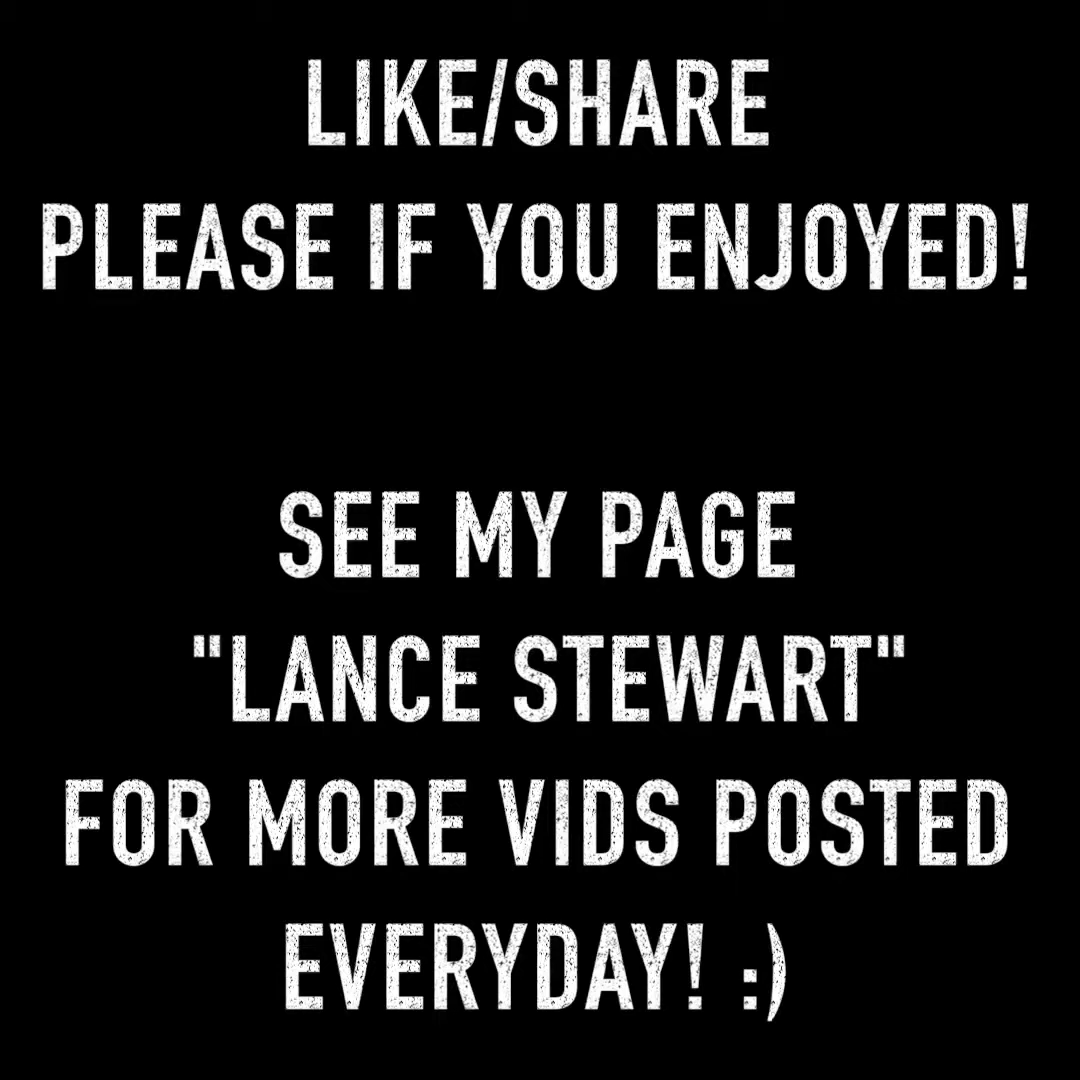 LIKE/SHARE
PLEASE IF YOU ENJOYED!
SEE MY PAGE
"LANCE STEWART"
FOR MORE VIDS POSTED
EVERYDAY! :)